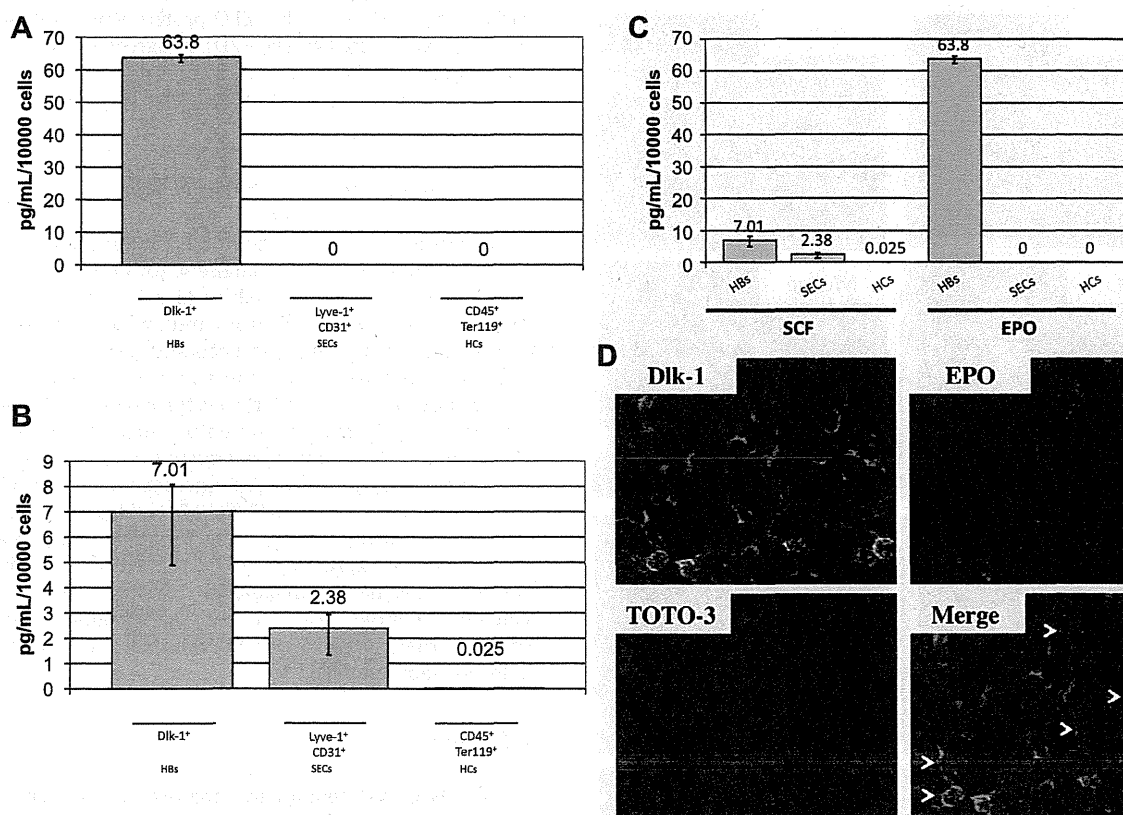 A
pg/mL/10000 cells
70
60
50
40
30
20
10
0
63.8
0
0
Dlk-1⁺
HBs
Lyve-1⁺
CD31⁺
SECs
CD45⁺
Ter119⁺
HCs
B
pg/mL/10000 cells
9
8
7
6
5
4
3
2
1
0
7.01
2.38
0.025
Dlk-1⁺
HBs
Lyve-1⁺
CD31⁺
SECs
CD45⁺
Ter119⁺
HCs
C
pg/mL/10000 cells
70
60
50
40
30
20
10
0
7.01
2.38
0.025
63.8
0
0
HBs
SECs
HCs
HBs
SECs
HCs
SCF
EPO
D
Dlk-1
EPO
TOTO-3
Merge